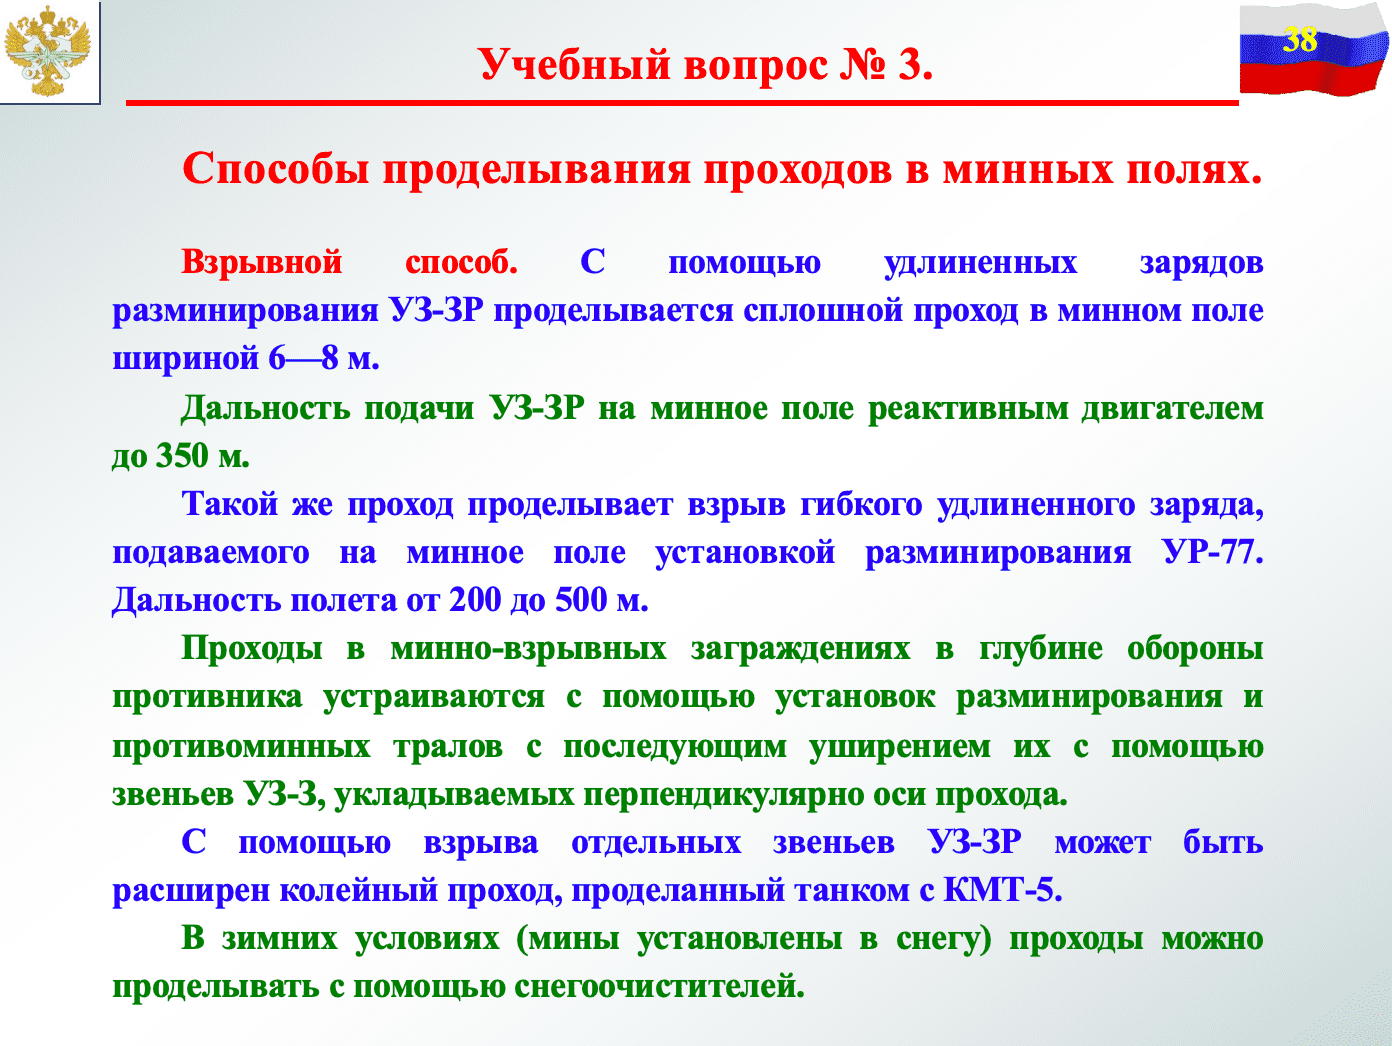 38
Учебный вопрос № 3.
Способы проделывания проходов в минных полях.
Взрывной способ. С помощью удлиненных зарядов
разминирования УЗ-ЗР проделывается сплошной проход в минном поле
шириной 6—8 м.
Дальность подачи УЗ-ЗР на минное поле реактивным двигателем
до 350 м.
Такой же проход проделывает взрыв гибкого удлиненного заряда,
подаваемого на минное поле установкой разминирования УР-77.
Дальность полета от 200 до 500 м.
Проходы в минно-взрывных заграждениях в глубине обороны
противника устраиваются с помощью установок разминирования и
противоминных тралов с последующим уширением их с помощью
звеньев УЗ-З, укладываемых перпендикулярно оси прохода.
С помощью взрыва отдельных звеньев УЗ-ЗР может быть
расширен колейный проход, проделанный танком с КМТ-5.
В зимних условиях (мины установлены в снегу) проходы можно
проделывать с помощью снегоочистителей.